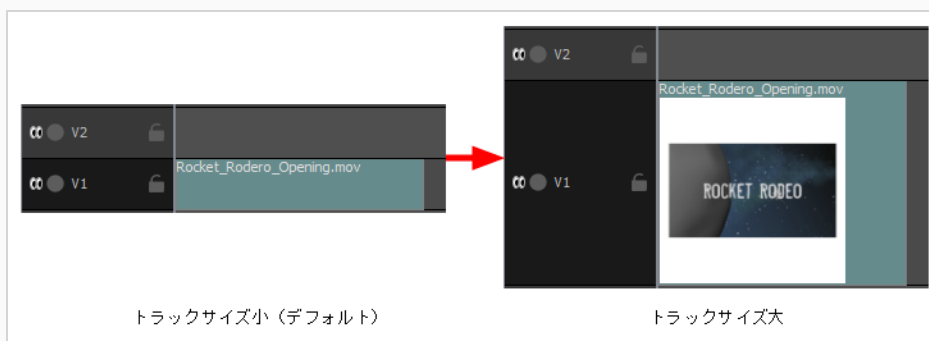 V2
V1
Rocket_Rodero_Opening.mov
トラックサイズ小（デフォルト）
V2
V1
Rocket_Rodero_Opening.mov
ROCKET RODEO
トラックサイズ大